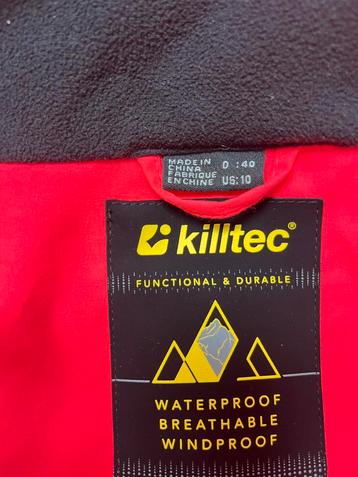 MADE IN
CHINA
FABRIQUE
EN CHINE
D :40
US:10
killtec®
FUNCTIONAL & DURABLE
WATERPROOF
BREATHABLE
WINDPROOF